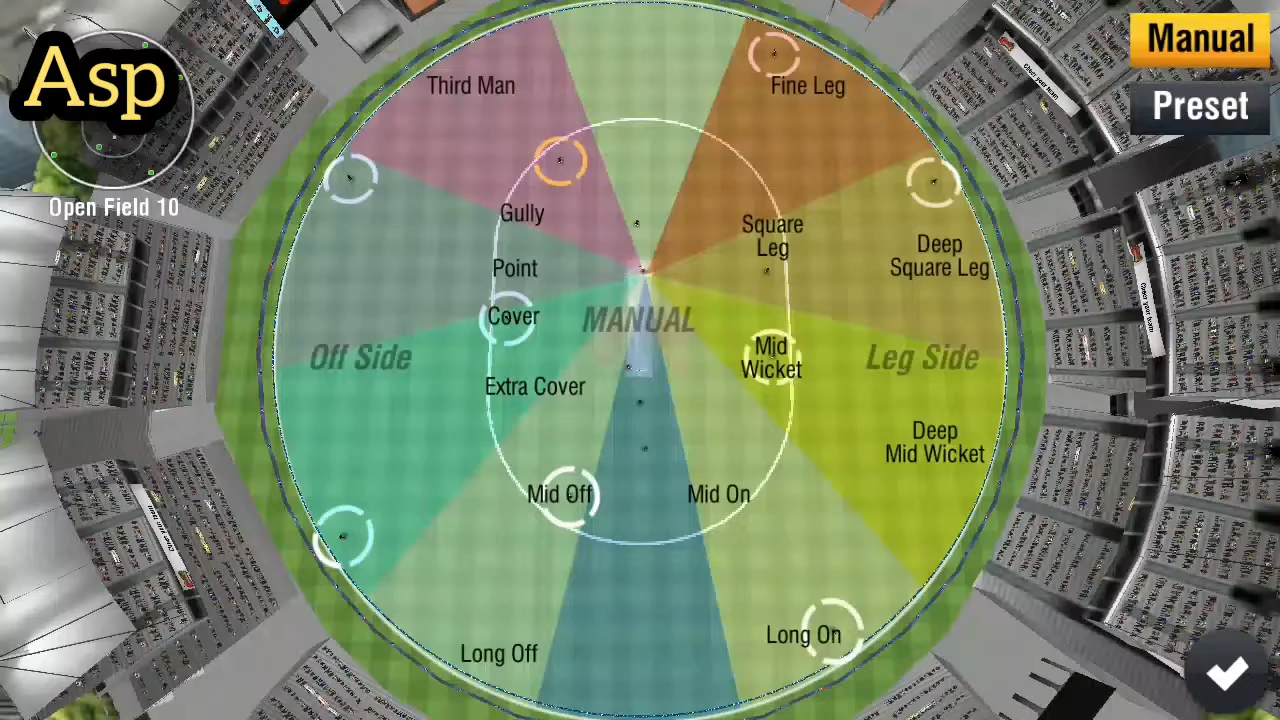 Asp
Open Field 10
Manual
Preset
Third Man
Fine Leg
Gully
Square
Leg
Deep
Square Leg
Point
Cover
MANUAL
Off Side
Mid
Wicket
Leg Side
Extra Cover
Deep
Mid Wicket
Mid Off
Mid On
Long Off
Long On